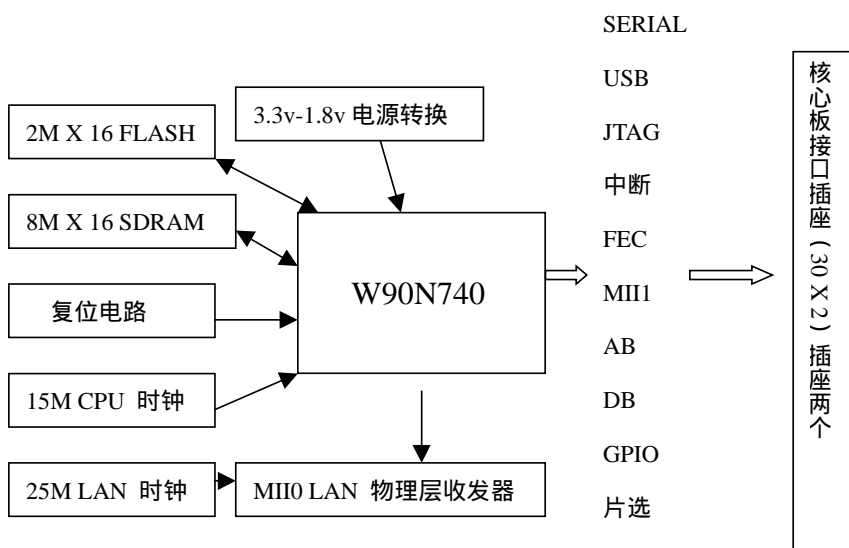 SERIAL
USB
JTAG
中断
FEC
MII1
AB
DB
GPIO
片选
3.3v-1.8v 电源转换
2M X 16 FLASH
8M X 16 SDRAM
复位电路
15M CPU 时钟
25M LAN 时钟
W90N740
MII0 LAN 物理层收发器
核心板接口插座(30 X 2)插座两个